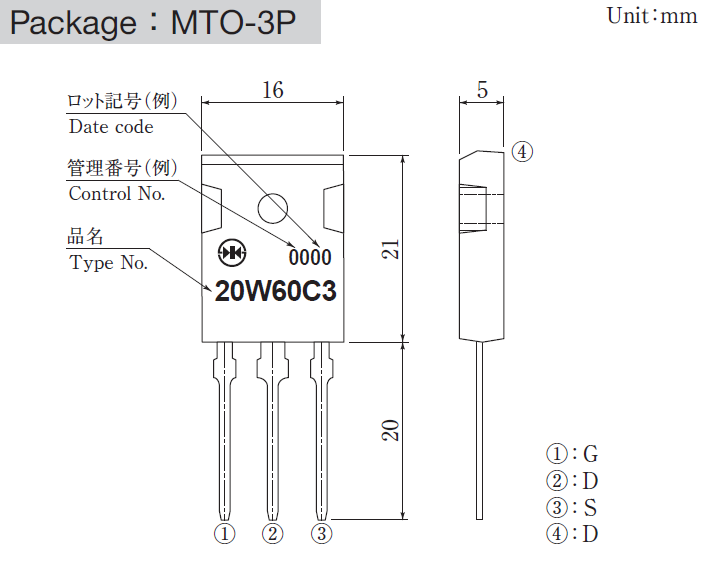 Package : MTO-3P
Unit:mm
16
5
ロット記号(例)
Date code
④
管理番号(例)
Control No.
品名
Type No.
0000
20W60C3
21
20
①:G
②:D
③:S
④:D
① ② ③